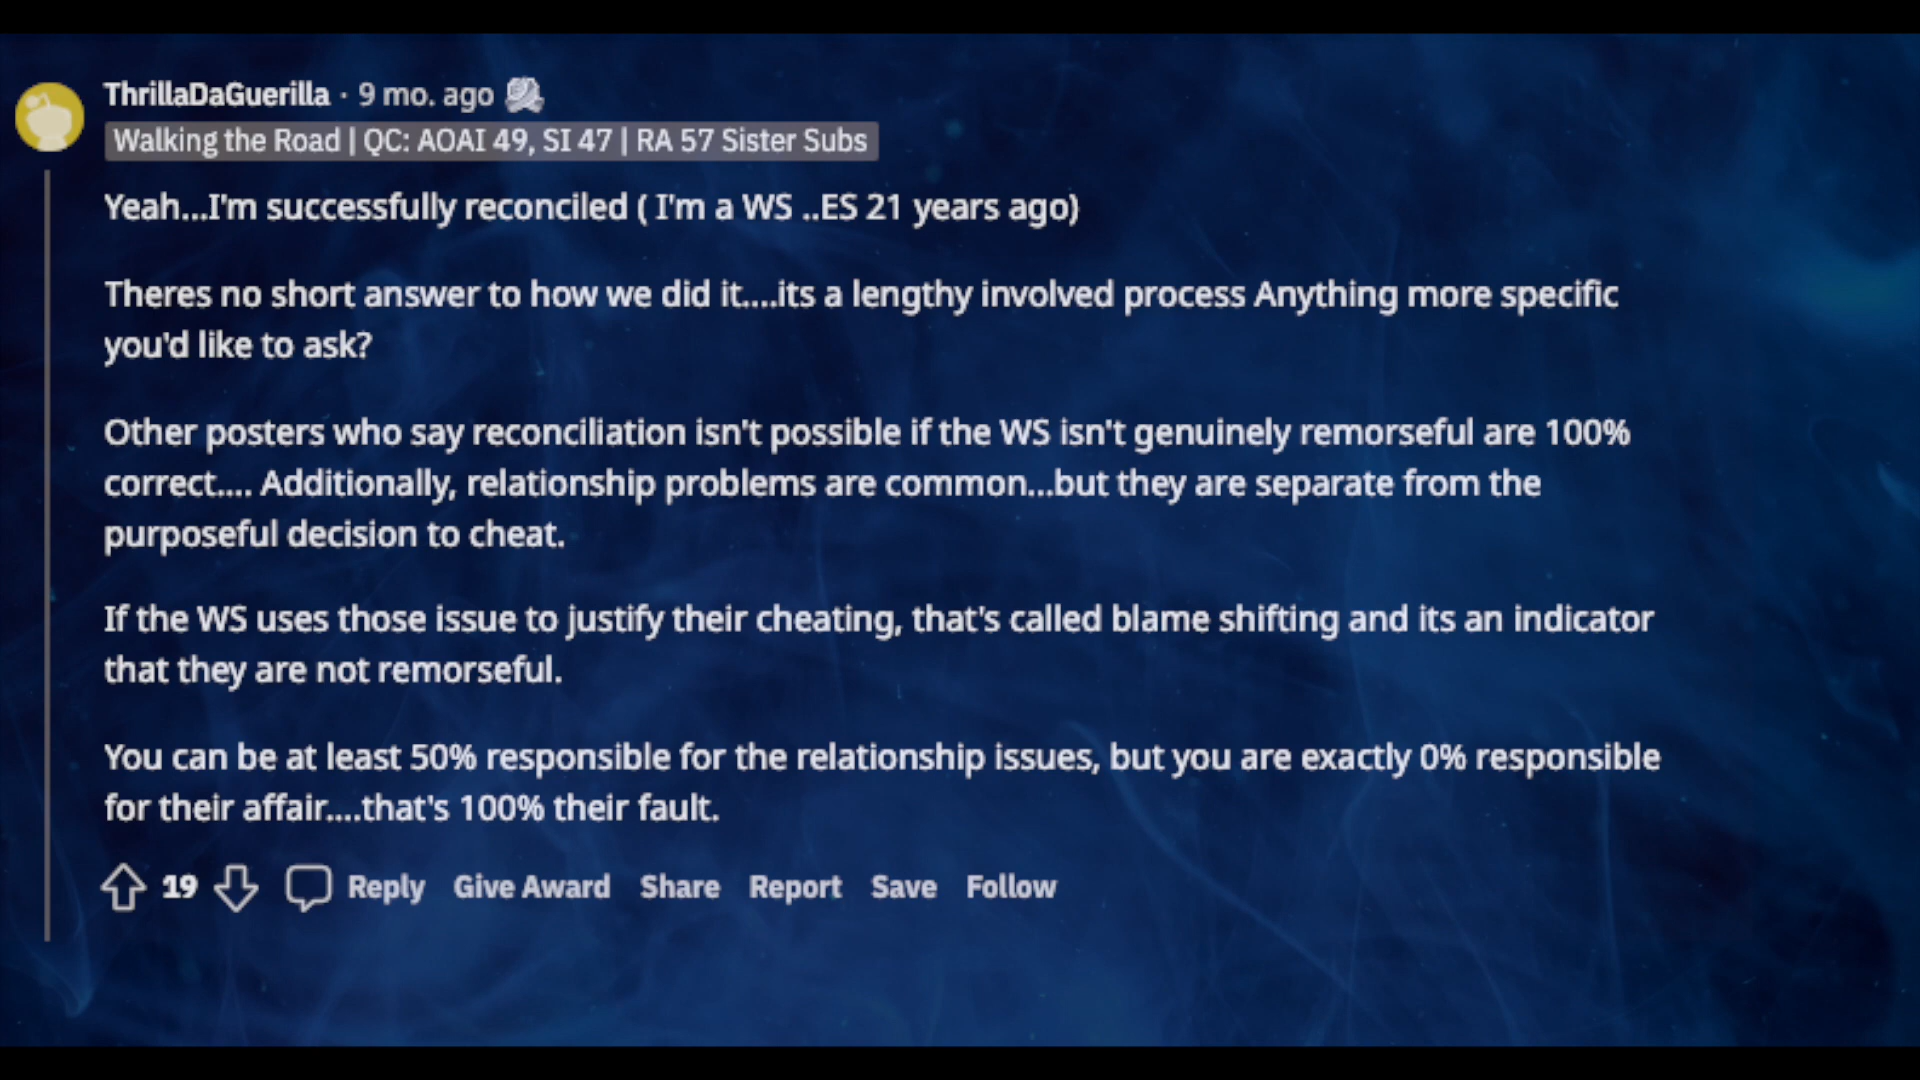 ThrillaDaGuerilla · 9 mo. ago
Walking the Road | QC: AOAI 49, SI 47 | RA 57 Sister Subs
Yeah...I'm successfully reconciled ( I'm a WS ..ES 21 years ago)
Theres no short answer to how we did it....its a lengthy involved process Anything more specific
you'd like to ask?
Other posters who say reconciliation isn't possible if the WS isn't genuinely remorseful are 100%
correct.... Additionally, relationship problems are common...but they are separate from the
purposeful decision to cheat.
If the WS uses those issue to justify their cheating, that's called blame shifting and its an indicator
that they are not remorseful.
You can be at least 50% responsible for the relationship issues, but you are exactly 0% responsible
for their affair....that's 100% their fault.
19 Reply Give Award Share Report Save Follow